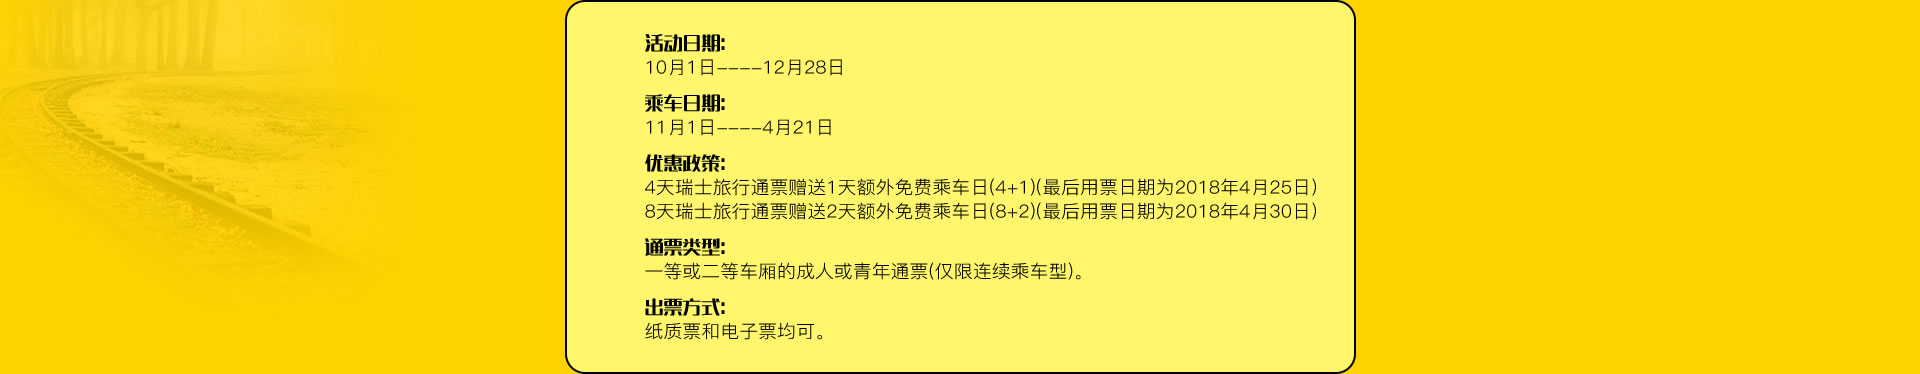 活动日期:
10月1日----12月28日
乘车日期:
11月1日----4月21日
优惠政策:
4天瑞士旅行通票赠送1天额外免费乘车日(4+1)(最后用票日期为2018年4月25日)
8天瑞士旅行通票赠送2天额外免费乘车日(8+2)(最后用票日期为2018年4月30日)
通票类型:
一等或二等车厢的成人或青年通票(仅限连续乘车型)。
出票方式:
纸质票和电子票均可。